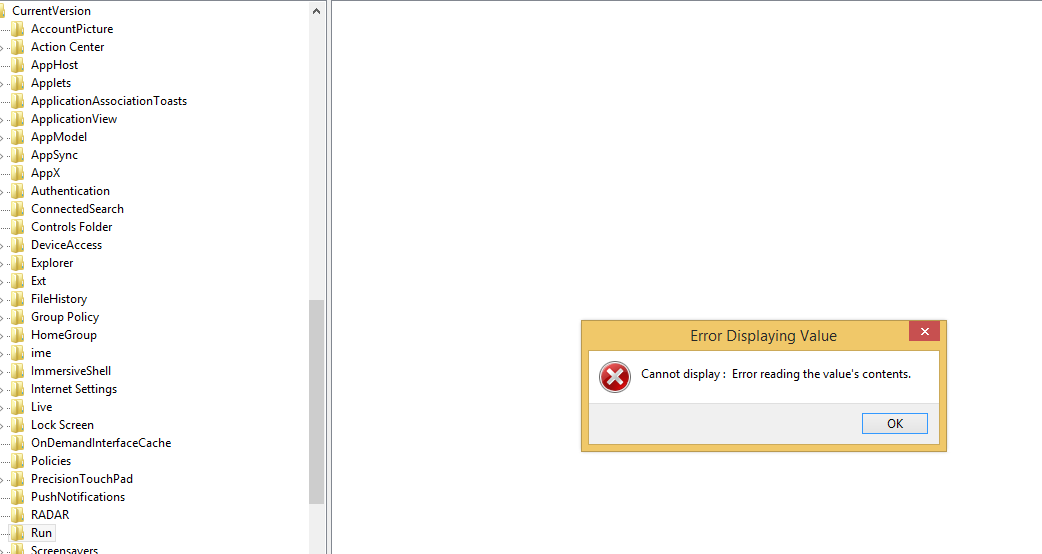 CurrentVersion
AccountPicture
Action Center
AppHost
Applets
ApplicationAssociationToasts
ApplicationView
AppModel
AppSync
AppX
Authentication
ConnectedSearch
Controls Folder
DeviceAccess
Explorer
Ext
FileHistory
Group Policy
HomeGroup
ime
ImmersiveShell
Internet Settings
Live
Lock Screen
OnDemandInterfaceCache
Policies
PrecisionTouchPad
PushNotifications
RADAR
Run
Screensavers
Error Displaying Value
Cannot display : Error reading the value's contents.
OK